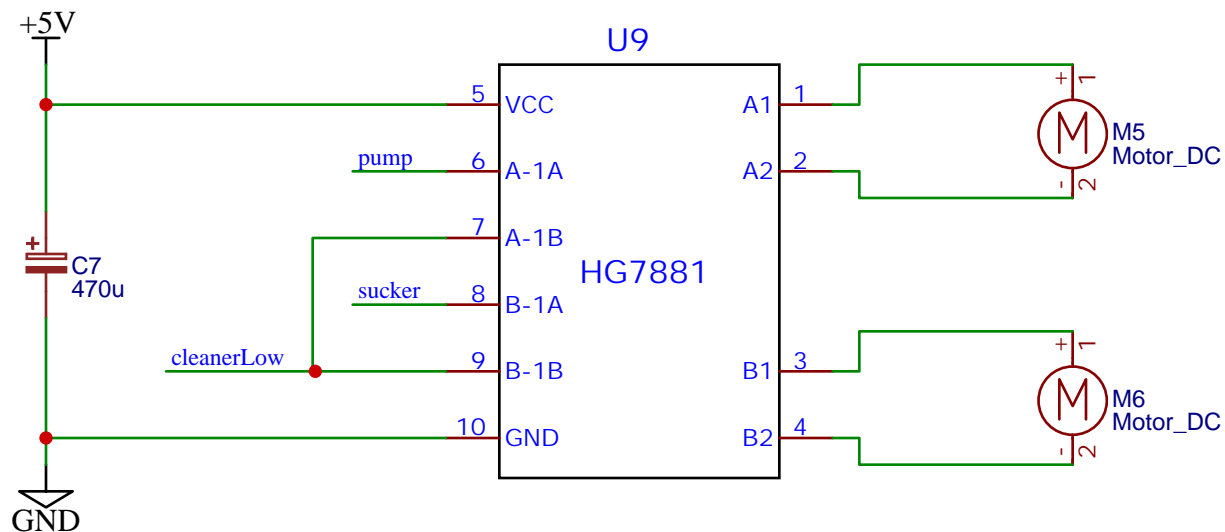 +5V
U9
5 VCC
A1 1
+ 1
pump
6 A-1A
A2 2
M5
Motor_DC
M
- 2
7 A-1B
+
C7
470u
HG7881
sucker
8 B-1A
cleanerLow
9 B-1B
B1 3
+ 1
M6
Motor_DC
M
10 GND
B2 4
- 2
GND